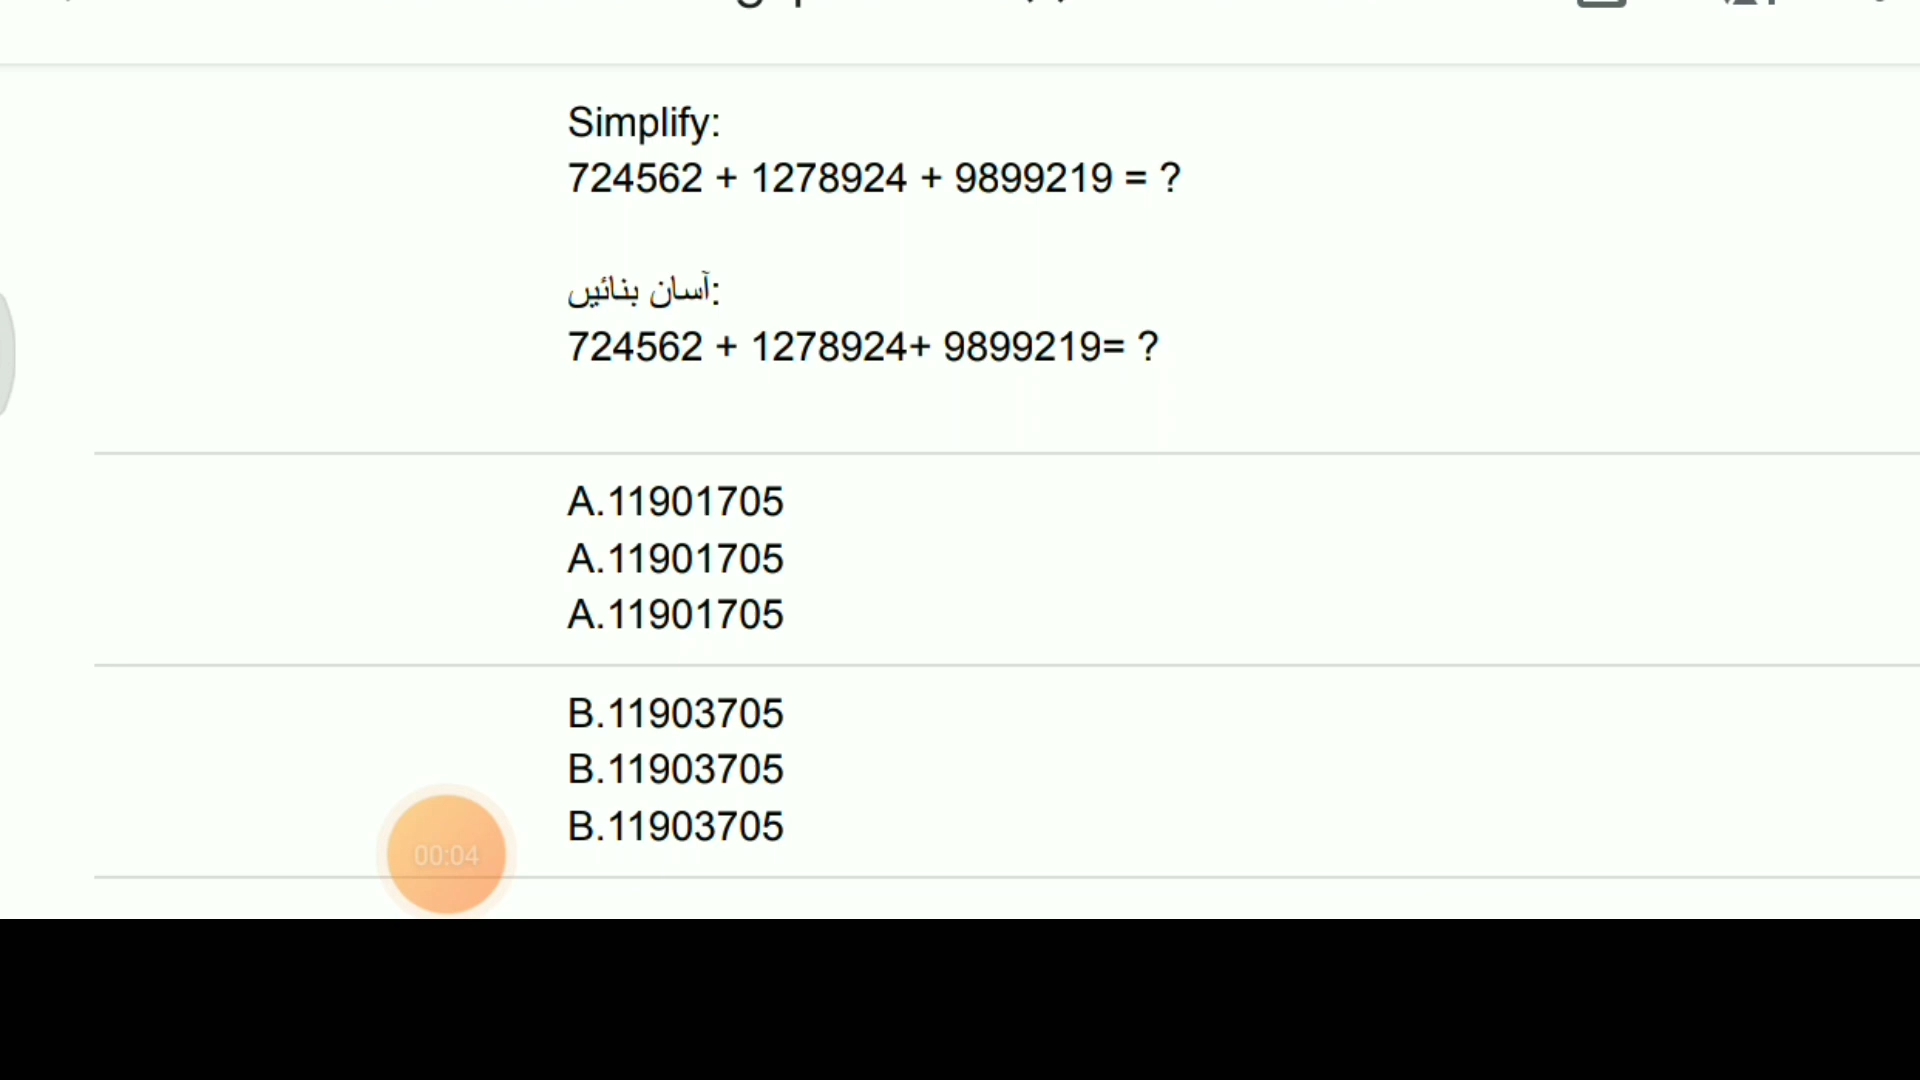 Simplify:
724562 + 1278924 + 9899219 = ?
آسان بنائیں:
724562 + 1278924+ 9899219= ?
A.11901705
A.11901705
A.11901705
B.11903705
B.11903705
B.11903705
00:04